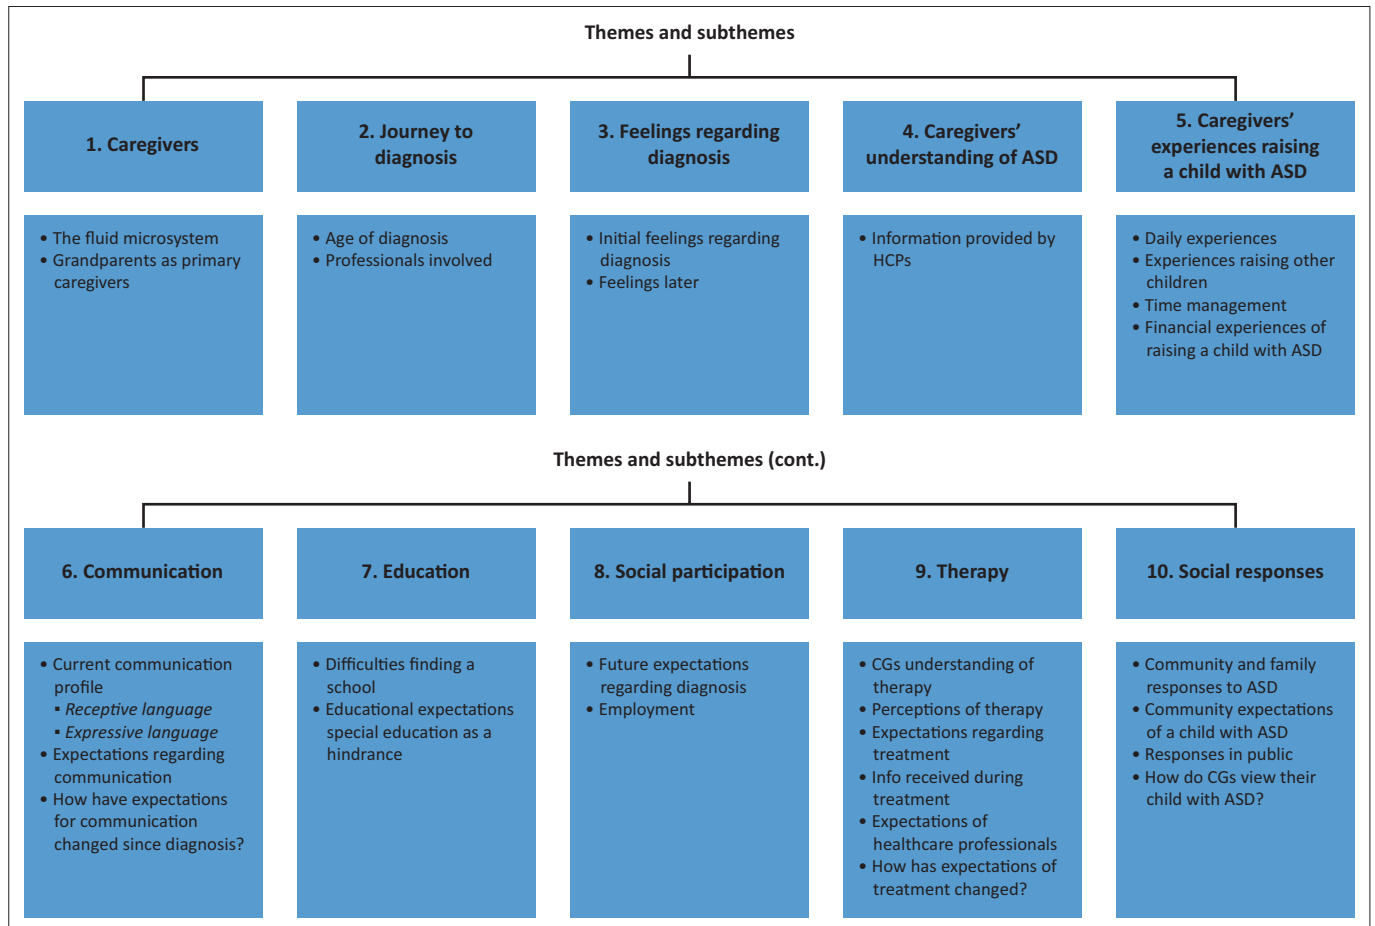 Themes and subthemes
1. Caregivers
2. Journey to
diagnosis
3. Feelings regarding
diagnosis
4. Caregivers’
understanding of ASD
5. Caregivers’
experiences raising
a child with ASD
• The fluid microsystem
• Grandparents as primary
caregivers
• Age of diagnosis
• Professionals involved
• Initial feelings regarding
diagnosis
• Feelings later
• Information provided by
HCPs
• Daily experiences
• Experiences raising other
children
• Time management
• Financial experiences of
raising a child with ASD
Themes and subthemes (cont.)
6. Communication
7. Education
8. Social participation
9. Therapy
10. Social responses
• Current communication
profile
▪ Receptive language
▪ Expressive language
• Expectations regarding
communication
• How have expectations
for communication
changed since diagnosis?
• Difficulties finding a
school
• Educational expectations
special education as a
hindrance
• Future expectations
regarding diagnosis
• Employment
• CGs understanding of
therapy
• Perceptions of therapy
• Expectations regarding
treatment
• Info received during
treatment
• Expectations of
healthcare professionals
• How has expectations of
treatment changed?
• Community and family
responses to ASD
• Community expectations
of a child with ASD
• Responses in public
• How do CGs view their
child with ASD?